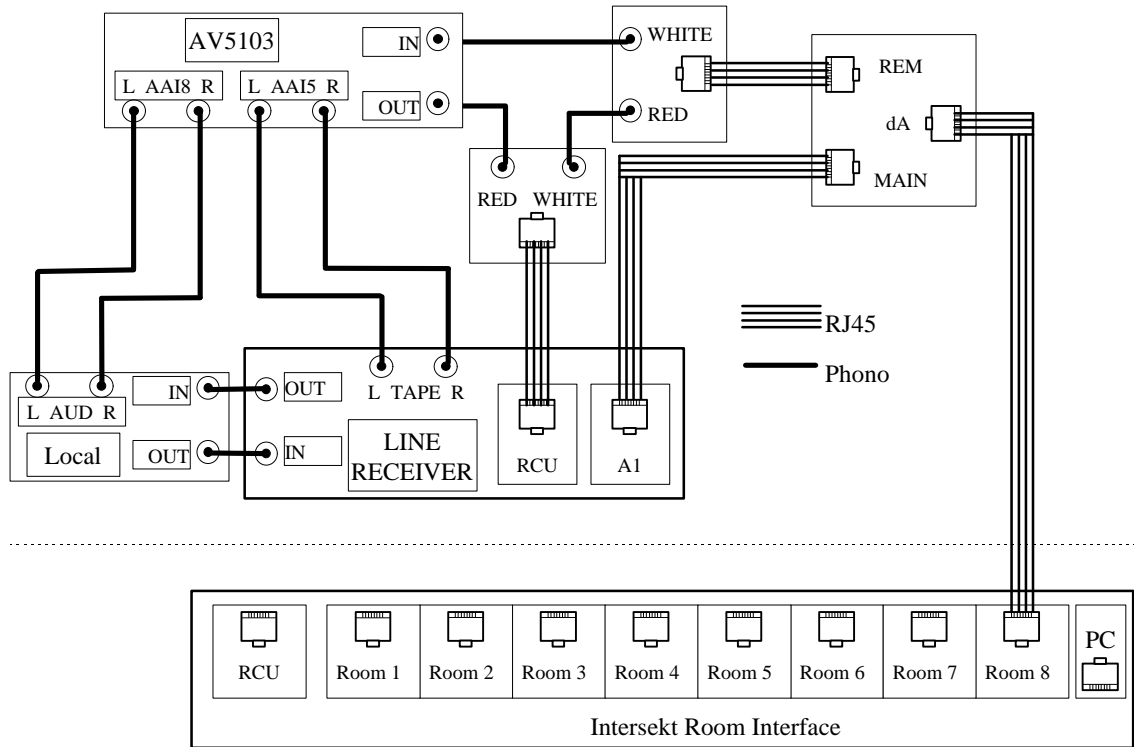 AV5103
IN
L AAI8 R
L AAI5 R
OUT
WHITE
RED
REM
dA
MAIN
RED WHITE
RJ45
Phono
L AUD R
IN
Local
OUT
OUT
L TAPE R
IN
LINE
RECEIVER
RCU
A1
RCU
Room 1
Room 2
Room 3
Room 4
Room 5
Room 6
Room 7
Room 8
PC
Intersekt Room Interface